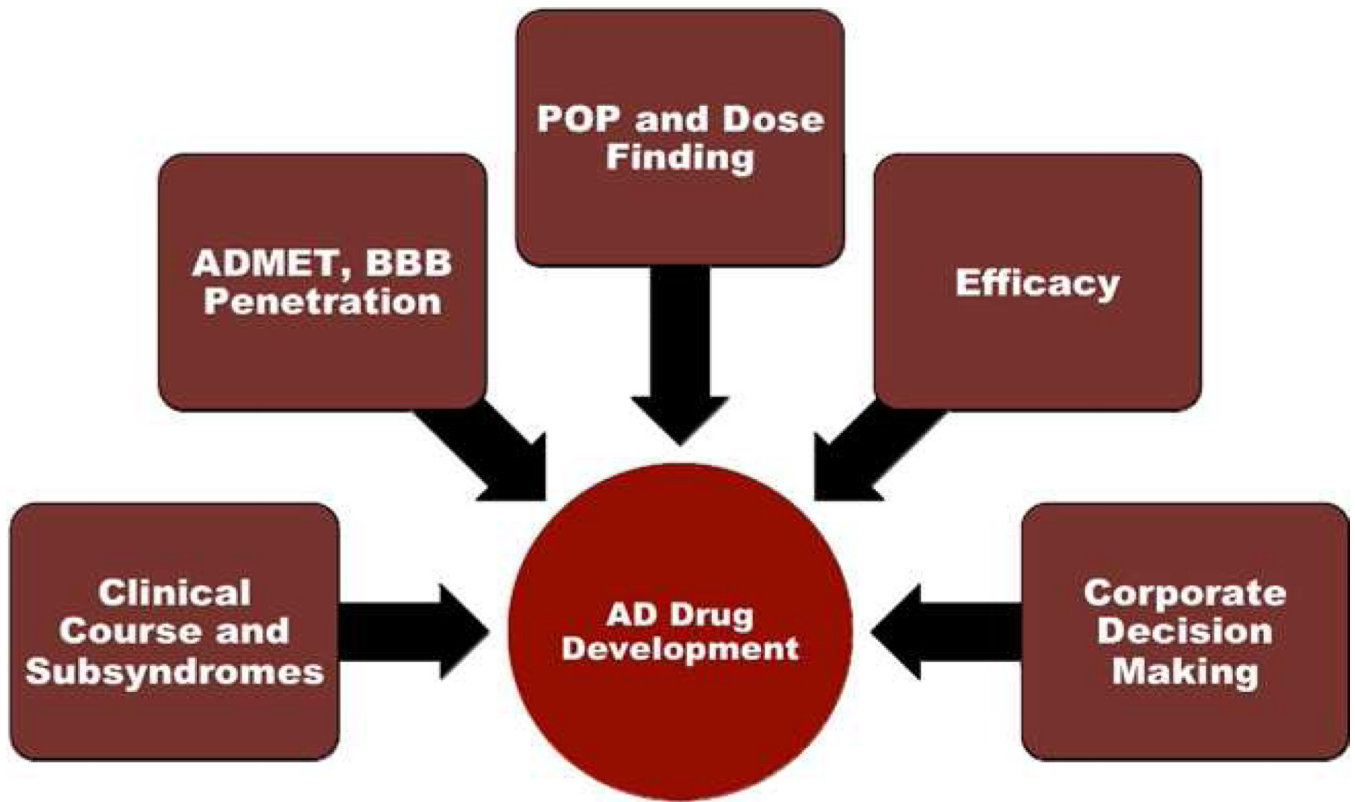 POP and Dose
Finding
ADMET, BBB
Penetration
Efficacy
Clinical
Course and
Subsyndromes
AD Drug
Development
Corporate
Decision
Making